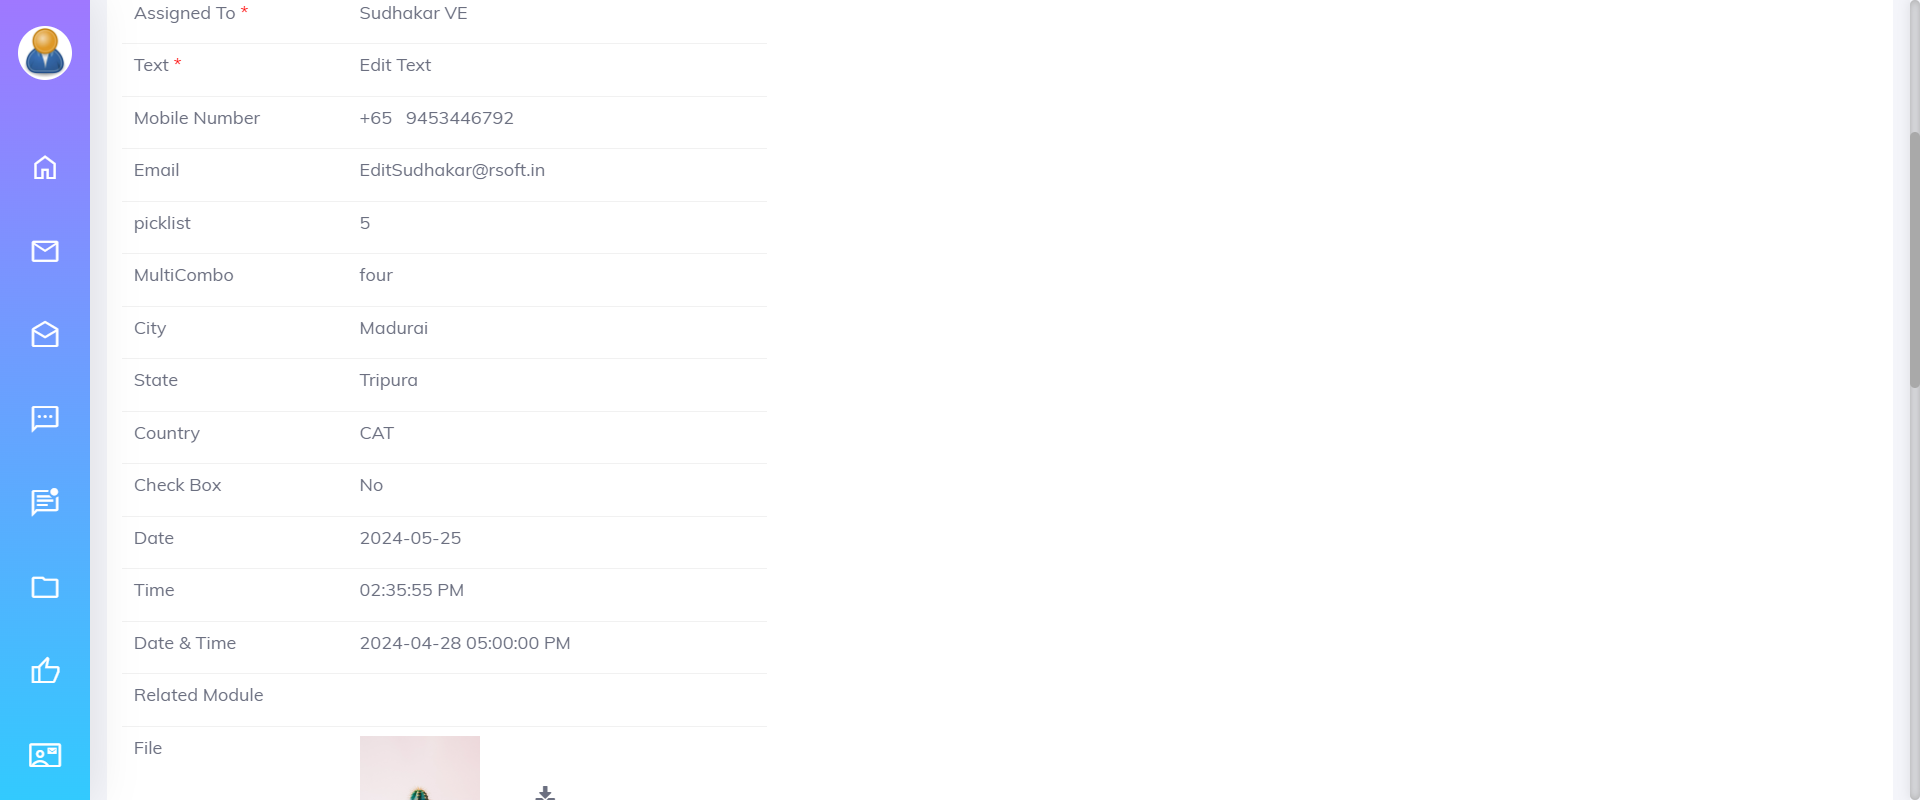 Assigned To * Sudhakar VE
Text * Edit Text
Mobile Number +65 9453446792
Email EditSudhakar@rsoft.in
picklist 5
MultiCombo four
City Madurai
State Tripura
Country CAT
Check Box No
Date 2024-05-25
Time 02:35:55 PM
Date & Time 2024-04-28 05:00:00 PM
Related Module
File